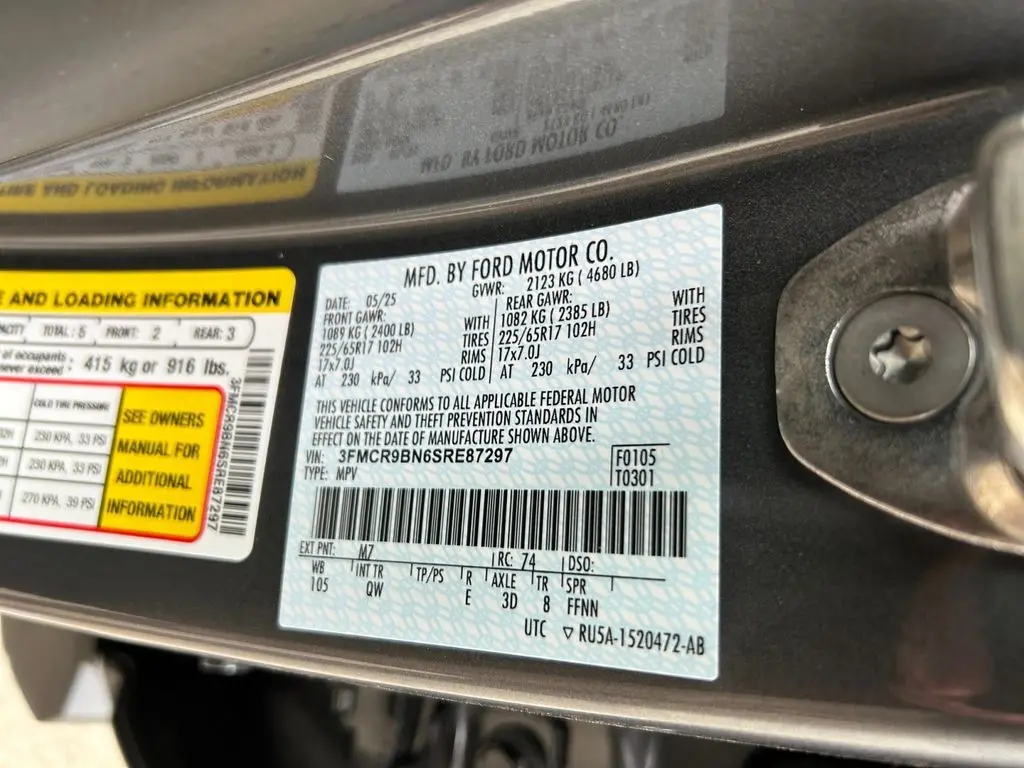 E AND LOADING INFORMATION
TOTAL: 5 FRONT: 2 REAR: 3
of occupants
never exceed : 415 kg or 916 lbs.
COLD TIRE PRESSURE
230 KPA, 33 PSI
230 KPA, 33 PSI
270 KPA, 39 PSI
SEE OWNERS
MANUAL FOR
ADDITIONAL
INFORMATION
3FMCR9BN6SRE87297
MFD. BY FORD MOTOR CO.
DATE: 05/25 GVWR: 2123 KG ( 4680 LB)
FRONT GAWR: REAR GAWR:
1089 KG ( 2400 LB) WITH 1082 KG ( 2385 LB) WITH
225/65R17 102H TIRES 225/65R17 102H TIRES
17x7.0J RIMS 17x7.0J RIMS
AT 230 kPa/ 33 PSI COLD AT 230 kPa/ 33 PSI COLD
THIS VEHICLE CONFORMS TO ALL APPLICABLE FEDERAL MOTOR
VEHICLE SAFETY AND THEFT PREVENTION STANDARDS IN
EFFECT ON THE DATE OF MANUFACTURE SHOWN ABOVE.
VIN: 3FMCR9BN6SRE87297 F0105
TYPE: MPV T0301
EXT PNT: M7 RC: 74 DSO:
WB INT TR TP/PS R AXLE TR SPR
105 QW E 3D 8 FFNN
UTC ▽ RU5A-1520472-AB